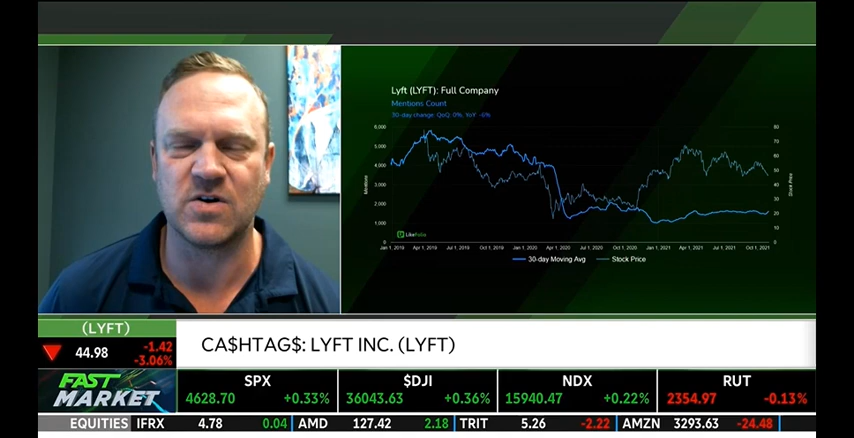 Lyft (LYFT): Full Company
Mentions Count
30-day change: QoQ: 0%, YoY -6%
6,000
5,000
4,000
3,000
2,000
1,000
0
Mentions
80
70
60
50
40
30
20
10
0
Stock Price
LikeFolio
Jan 1, 2019 Apr 1, 2019 Jul 1, 2019 Oct 1, 2019 Jan 1, 2020 Apr 1, 2020 Jul 1, 2020 Oct 1, 2020 Jan 1, 2021 Apr 1, 2021 Jul 1, 2021 Oct 1, 2021
30-day Moving Avg Stock Price
(LYFT)
44.98 -1.42
-3.06%
CA$HTAG$: LYFT INC. (LYFT)
FAST
MARKET
SPX $DJI NDX RUT
4628.70 +0.33% 36043.63 +0.36% 15940.47 +0.22% 2354.97 -0.13%
EQUITIES IFRX 4.78 0.04 AMD 127.42 2.18 TRIT 5.26 -2.22 AMZN 3293.63 -24.48